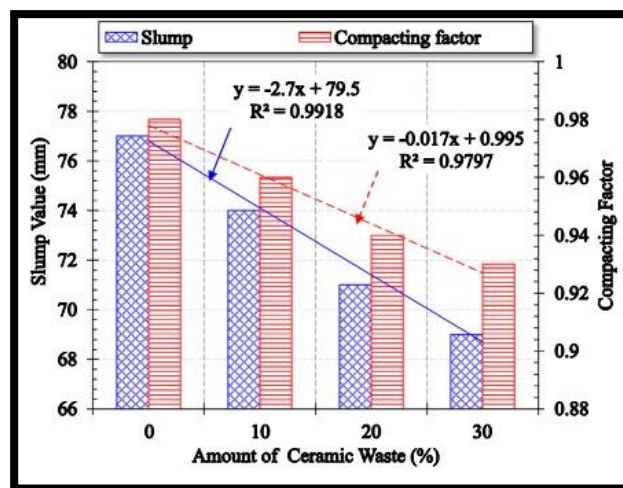 Slump Compacting factor
80 1
y = -2.7x + 79.5
R² = 0.9918
78 0.98
y = -0.017x + 0.995
R² = 0.9797
76 0.96
74 0.94
72
70 0.92
68 0.9
66 0.88
Slump Value (mm)
Compacting Factor
0 10 20 30
Amount of Ceramic Waste (%)